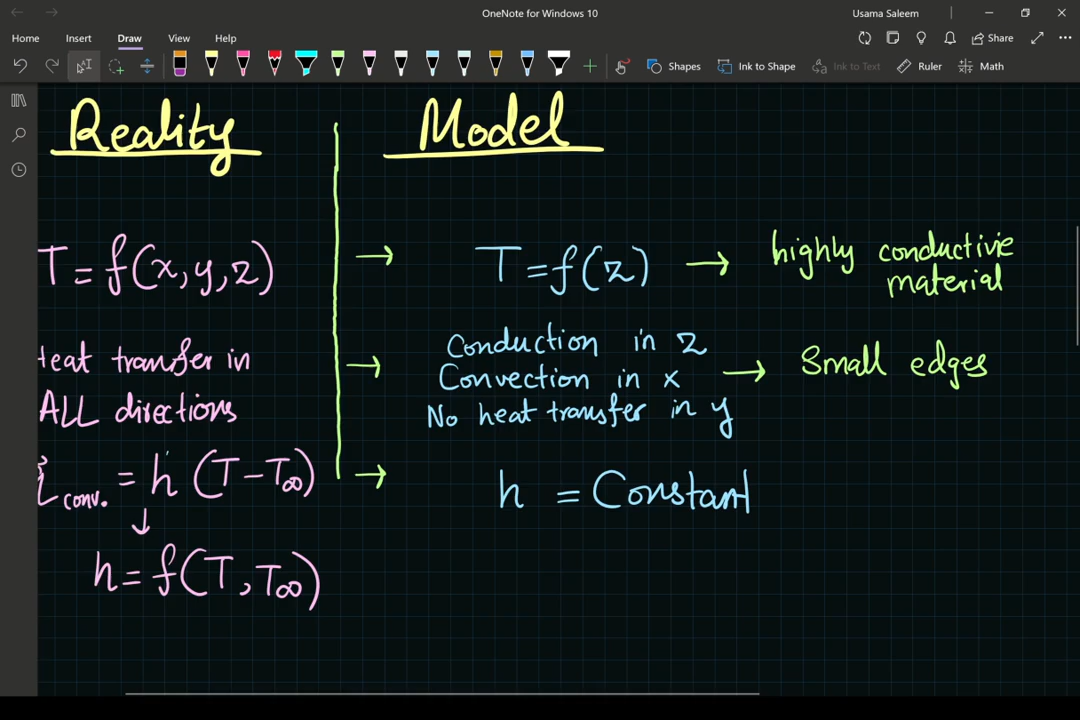 OneNote for Windows 10
Usama Saleem
Home Insert Draw View Help
Share
Shapes Ink to Shape Ink to Text Ruler Math
Reality
Model
T = f(x, y, z)
→ T = f(z) → highly conductivie
material
Heat transfer in
ALL directions
→ Conduction in z
Convection in x
No heat transfer in y
→ Small edges
conv. = h (T - T∞)
→ h = Constant
↓
h = f(T, T∞)